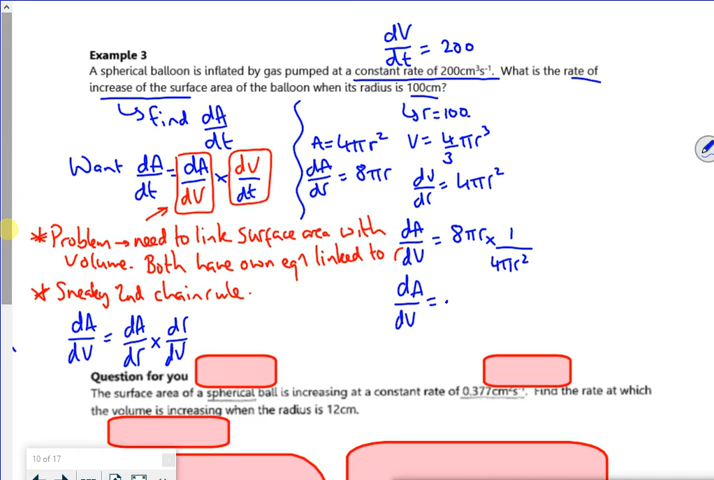 dV/dt = 200
Example 3
A spherical balloon is inflated by gas pumped at a constant rate of 200cm³s⁻¹. What is the rate of
increase of the surface area of the balloon when its radius is 100cm?
↳ find dA/dt
↳ r=100
Want dA/dt = dA/dV × dV/dt
A = 4πr²
dA/dr = 8πr
V = 4/3 πr³
dV/dr = 4πr²
* Problem → need to link surface area with
volume. Both have own eqn linked to r
* Sneaky 2nd chain rule.
dA/dV = dA/dr × dr/dV
dA/dV = 8πr × 1/4πr²
dA/dV = .
Question for you
The surface area of a spherical ball is increasing at a constant rate of 0.377cm²s⁻¹. Find the rate at which
the volume is increasing when the radius is 12cm.
10 of 17